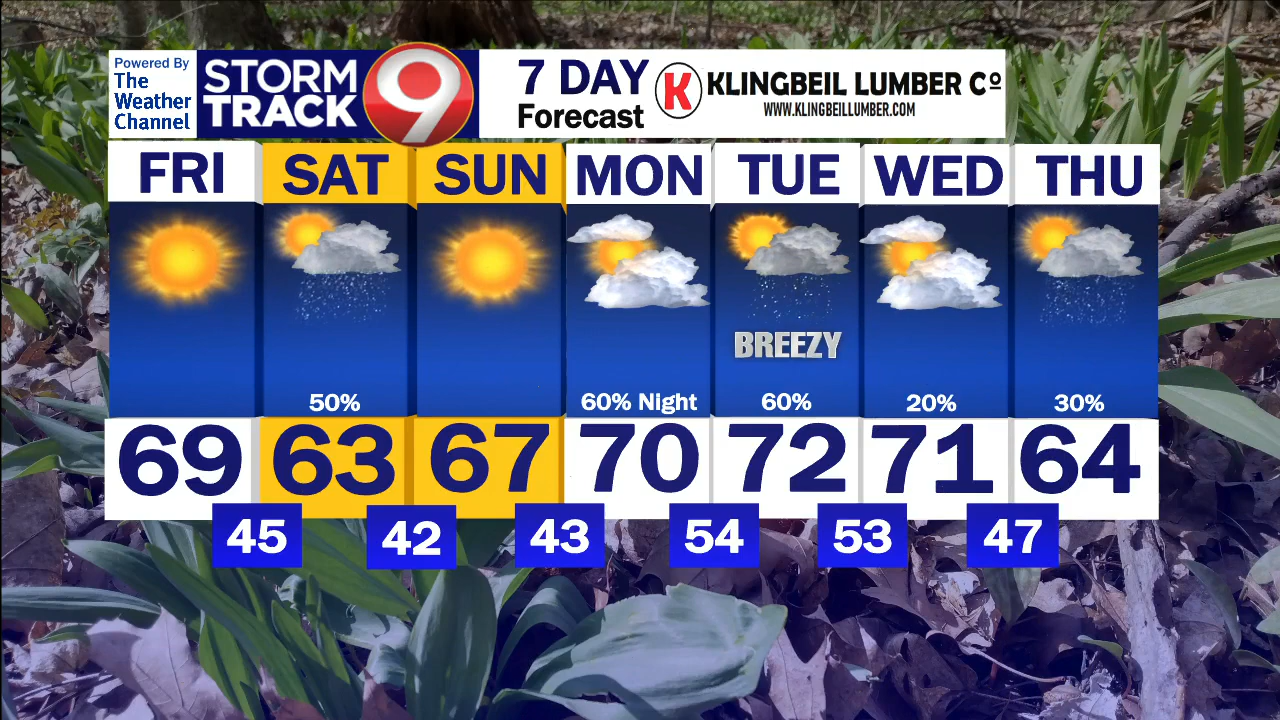 Powered By
The
Weather
Channel
STORM
TRACK
9
7 DAY
Forecast
K
KLINGBEIL LUMBER Cº
WWW.KLINGBEILLUMBER.COM
FRI SAT SUN MON TUE WED THU
BREEZY
50% 60% Night 60% 20% 30%
69 63 67 70 72 71 64
45 42 43 54 53 47